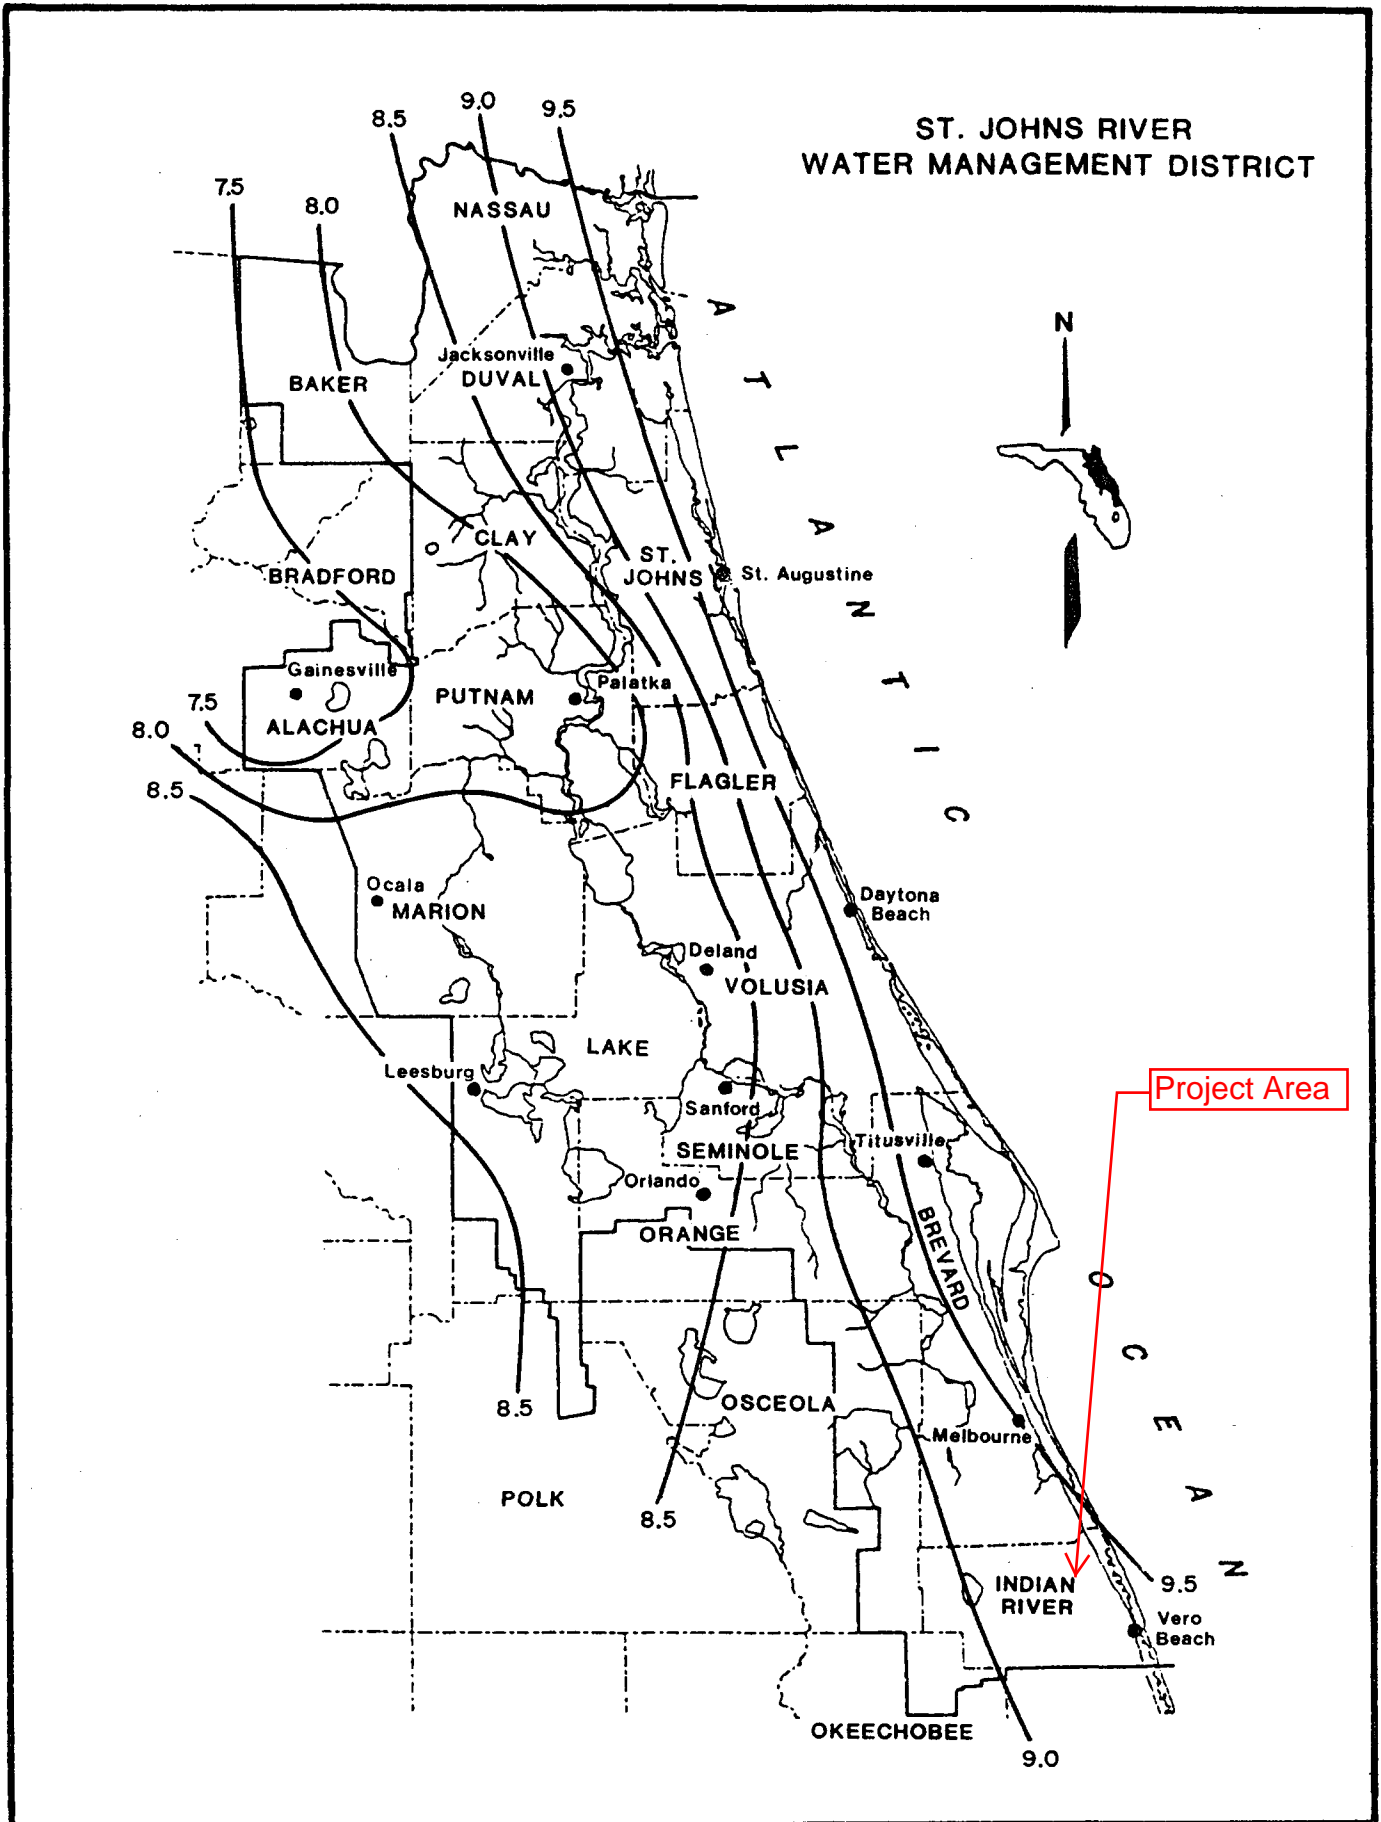 ST. JOHNS RIVER
WATER MANAGEMENT DISTRICT
9.0
9.5
8.5
7.5
8.0
NASSAU
A
T
L
A
N
T
I
C
N
Jacksonville
DUVAL
BAKER
CLAY
ST.
JOHNS
St. Augustine
BRADFORD
Gainesville
PUTNAM
Palatka
7.5
ALACHUA
8.0
8.5
FLAGLER
Ocala
MARION
Daytona
Beach
Deland
VOLUSIA
LAKE
Leesburg
Sanford
Project Area
SEMINOLE
Titusville
Orlando
ORANGE
BREVARD
O
C
E
A
N
8.5
OSCEOLA
Melbourne
POLK
8.5
INDIAN
RIVER
9.5
Vero
Beach
OKEECHOBEE
9.0